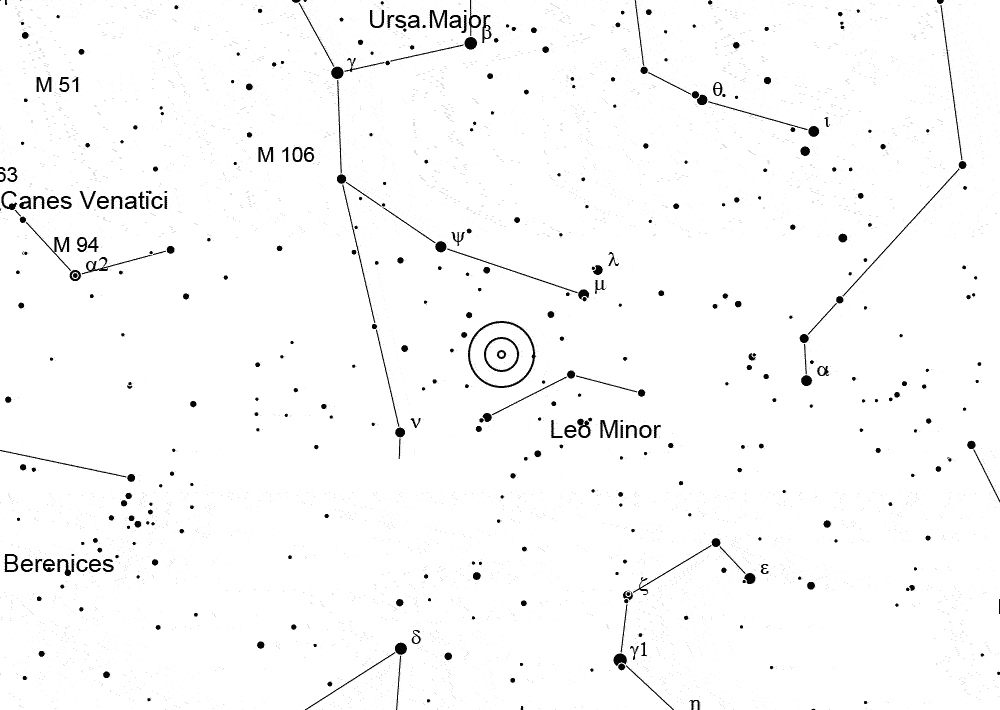 Ursa.Major
β
γ
M 51
θ
ι
M 106
63
Canes Venatici
M 94
α2
ψ
λ
μ
α
ν
Leo Minor
Berenices
ε
ζ
δ
γ1
η